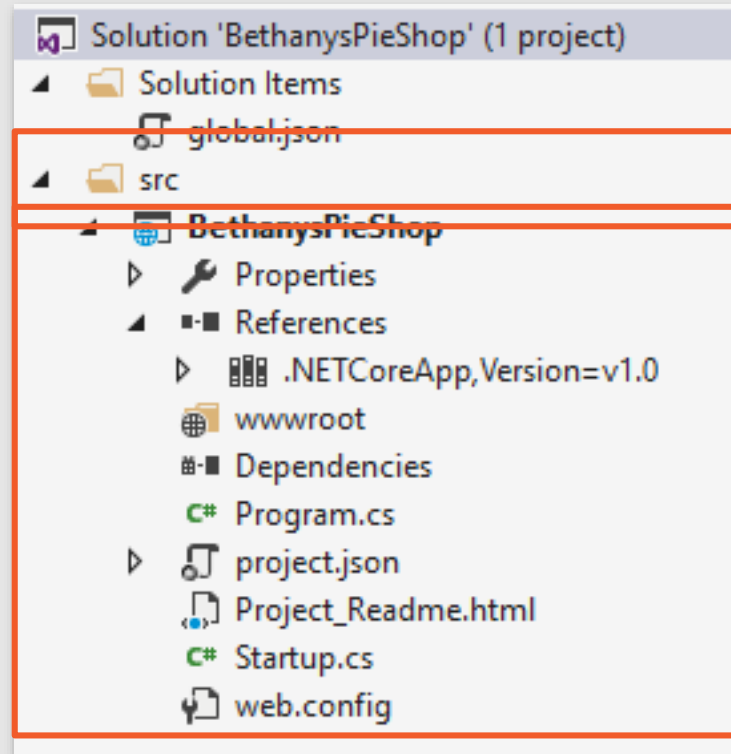 Solution 'BethanysPieShop' (1 project)
Solution Items
global.json
src
BethanysPieShop
Properties
References
.NETCoreApp,Version=v1.0
wwwroot
Dependencies
C# Program.cs
project.json
Project_Readme.html
C# Startup.cs
web.config